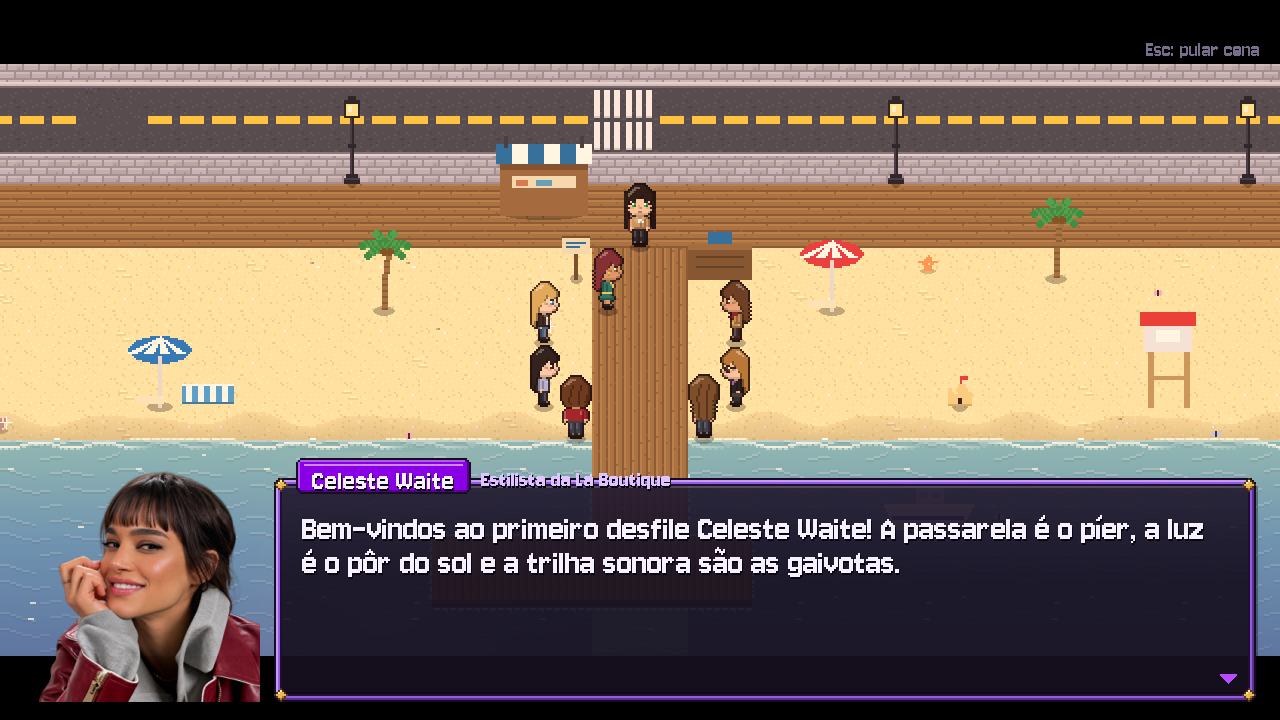 Esc: pular cena
Celeste Waite
Estilista da La Boutique
Bem-vindos ao primeiro desfile Celeste Waite! A passarela é o píer, a luz
é o pôr do sol e a trilha sonora são as gaivotas.